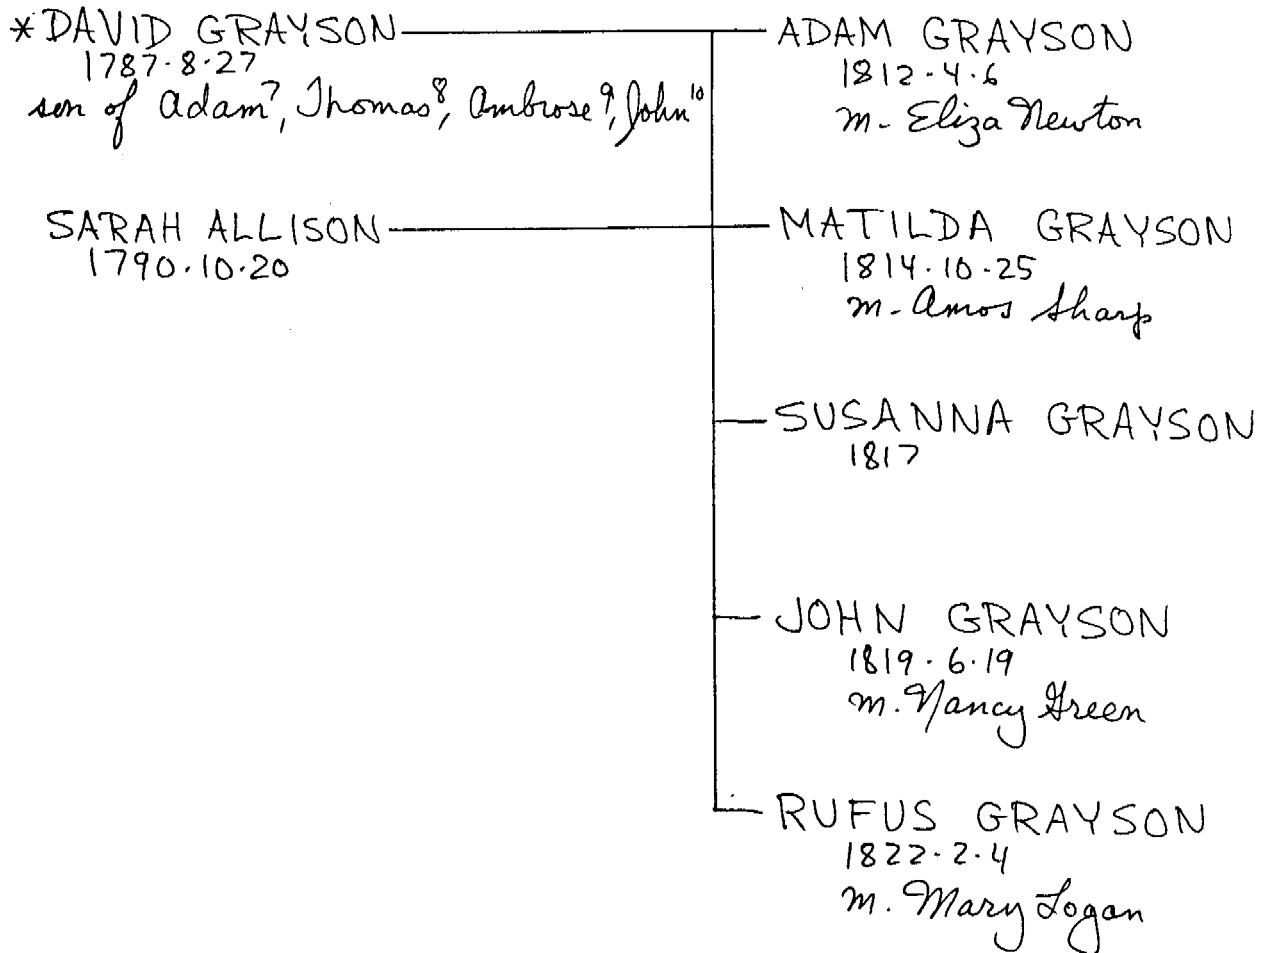 *DAVID GRAYSON
1787·8·27
son of Adam⁷, Thomas⁸, Ambrose⁹, John¹⁰
SARAH ALLISON
1790·10·20
ADAM GRAYSON
1812·4·6
m- Eliza Newton
MATILDA GRAYSON
1814·10·25
m- Amos Sharp
SUSANNA GRAYSON
1817
JOHN GRAYSON
1819·6·19
m. Nancy Green
RUFUS GRAYSON
1822·2·4
m. Mary Logan